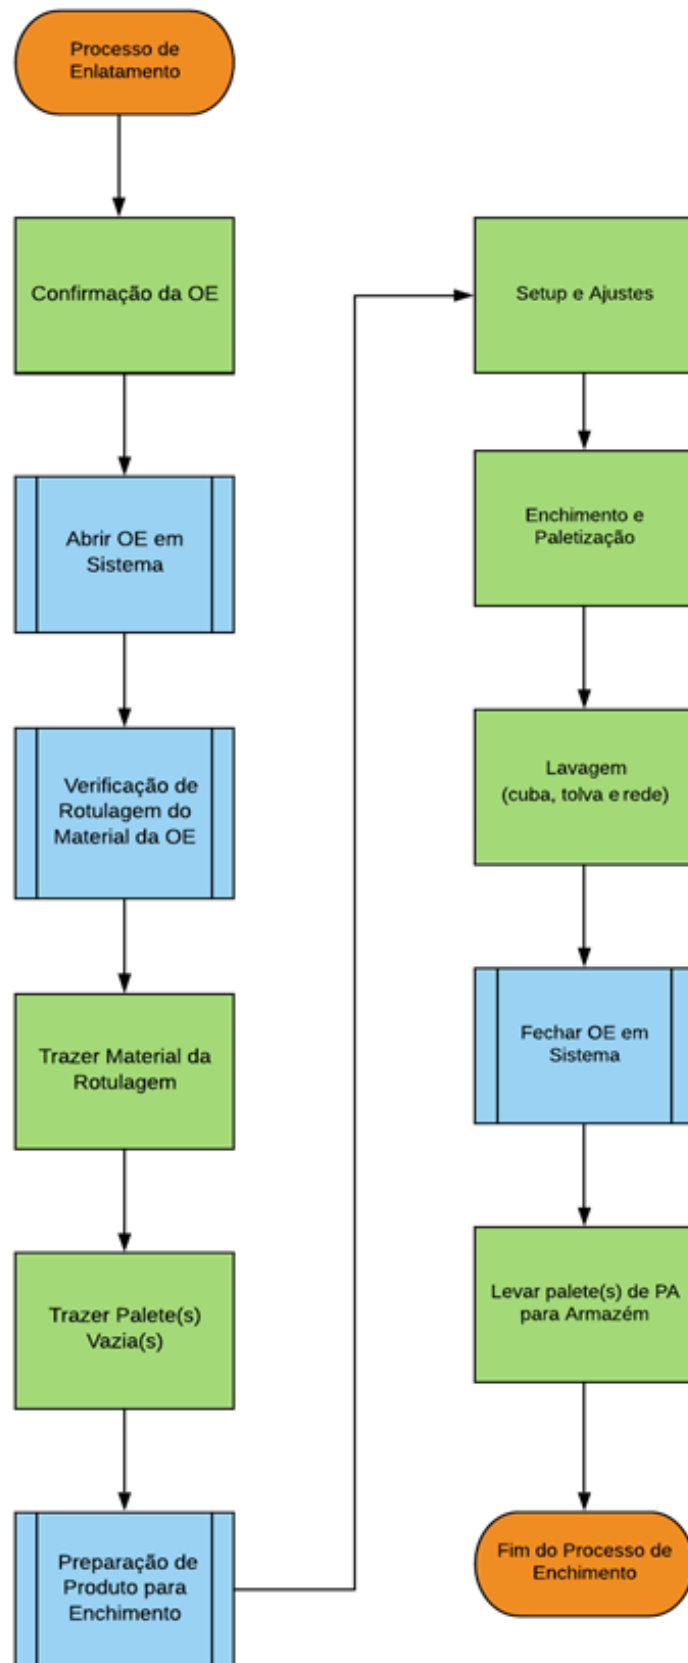 Processo de
Enlatamento
Confirmação da OE
Abrir OE em
Sistema
Verificação de
Rotulagem do
Material da OE
Trazer Material da
Rotulagem
Trazer Palete(s)
Vazia(s)
Preparação de
Produto para
Enchimento
Setup e Ajustes
Enchimento e
Paletização
Lavagem
(cuba, tolva e rede)
Fechar OE em
Sistema
Levar palete(s) de PA
para Armazém
Fim do Processo de
Enchimento